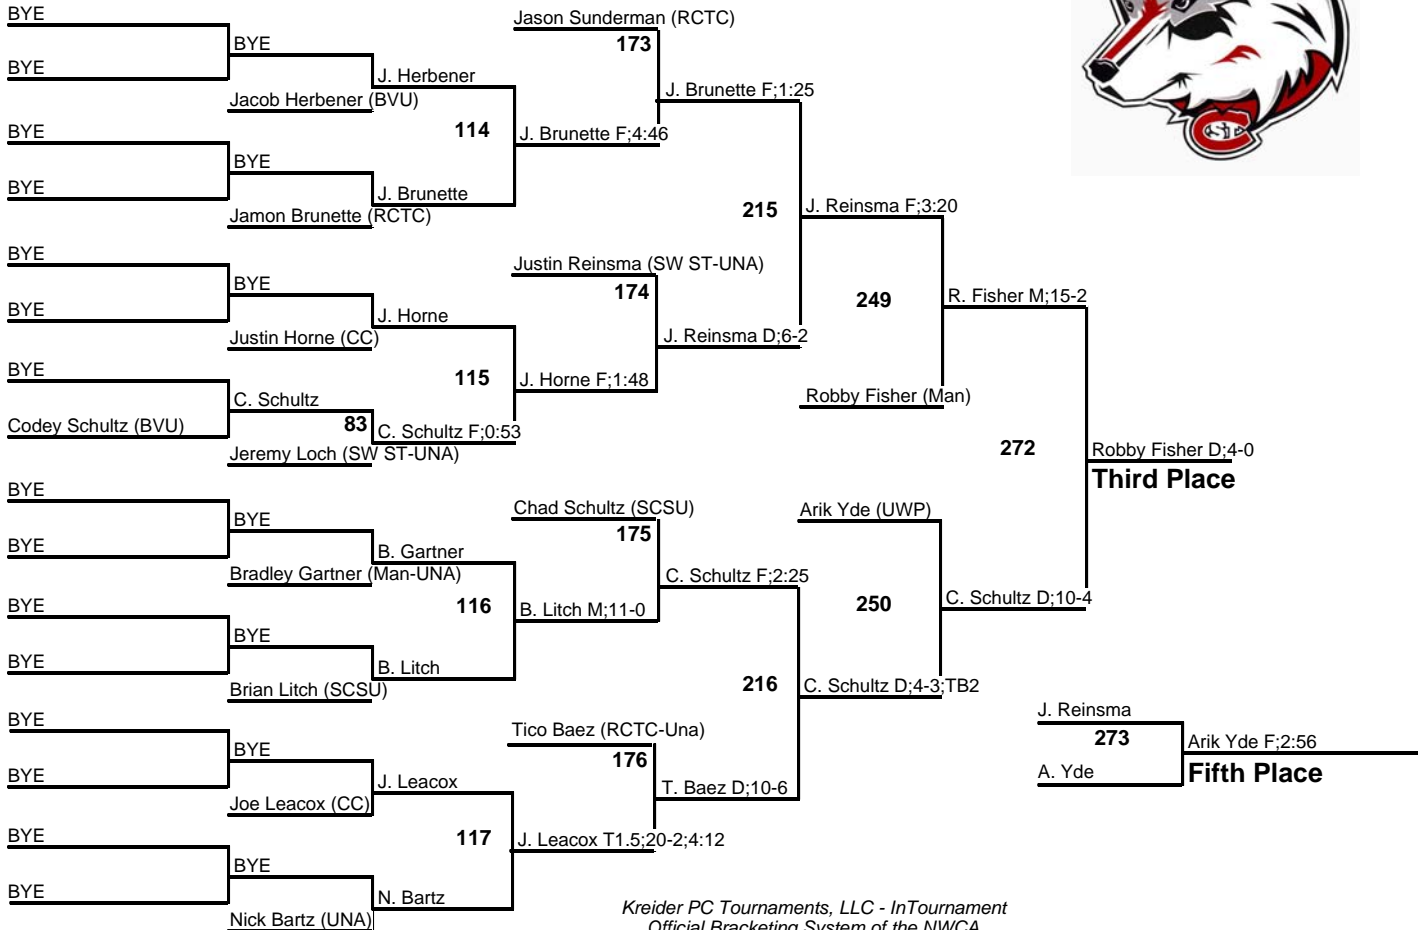 BYE
BYE
BYE
Jacob Herbener (BVU)
J. Herbener
BYE
BYE
BYE
Jamon Brunette (RCTC)
J. Brunette
114
J. Brunette F;4:46
Jason Sunderman (RCTC)
173
J. Brunette F;1:25
BYE
BYE
BYE
Justin Horne (CC)
J. Horne
BYE
Codey Schultz (BVU)
C. Schultz
83
Jeremy Loch (SW ST-UNA)
C. Schultz F;0:53
115
J. Horne F;1:48
Justin Reinsma (SW ST-UNA)
174
J. Reinsma D;6-2
215
J. Reinsma F;3:20
249
Robby Fisher (Man)
R. Fisher M;15-2
BYE
BYE
BYE
Bradley Gartner (Man-UNA)
B. Gartner
BYE
BYE
BYE
Brian Litch (SCSU)
B. Litch
116
B. Litch M;11-0
Chad Schultz (SCSU)
175
C. Schultz F;2:25
BYE
BYE
BYE
Joe Leacox (CC)
J. Leacox
BYE
BYE
BYE
Nick Bartz (UNA)
N. Bartz
117
J. Leacox T1.5;20-2;4:12
Tico Baez (RCTC-Una)
176
T. Baez D;10-6
216
C. Schultz D;4-3;TB2
Arik Yde (UWP)
250
C. Schultz D;10-4
272
Robby Fisher D;4-0
Third Place
J. Reinsma
273
A. Yde
Arik Yde F;2:56
Fifth Place
Kreider PC Tournaments, LLC - InTournament
Official Bracketing System of the NWCA
C ST